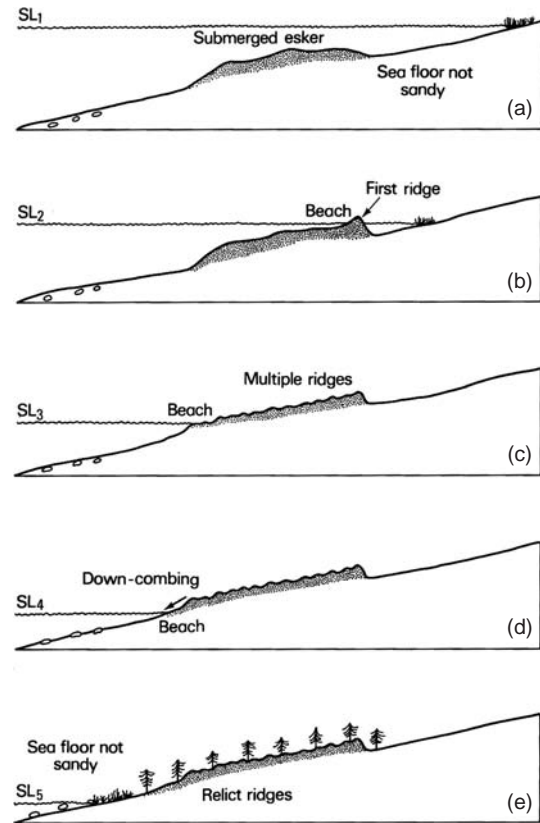 SL1
Submerged esker
Sea floor not
sandy
(a)
First ridge
SL2
Beach
(b)
Multiple ridges
SL3
Beach
(c)
Down-combing
SL4
Beach
(d)
Sea floor not
sandy
SL5
Relict ridges
(e)